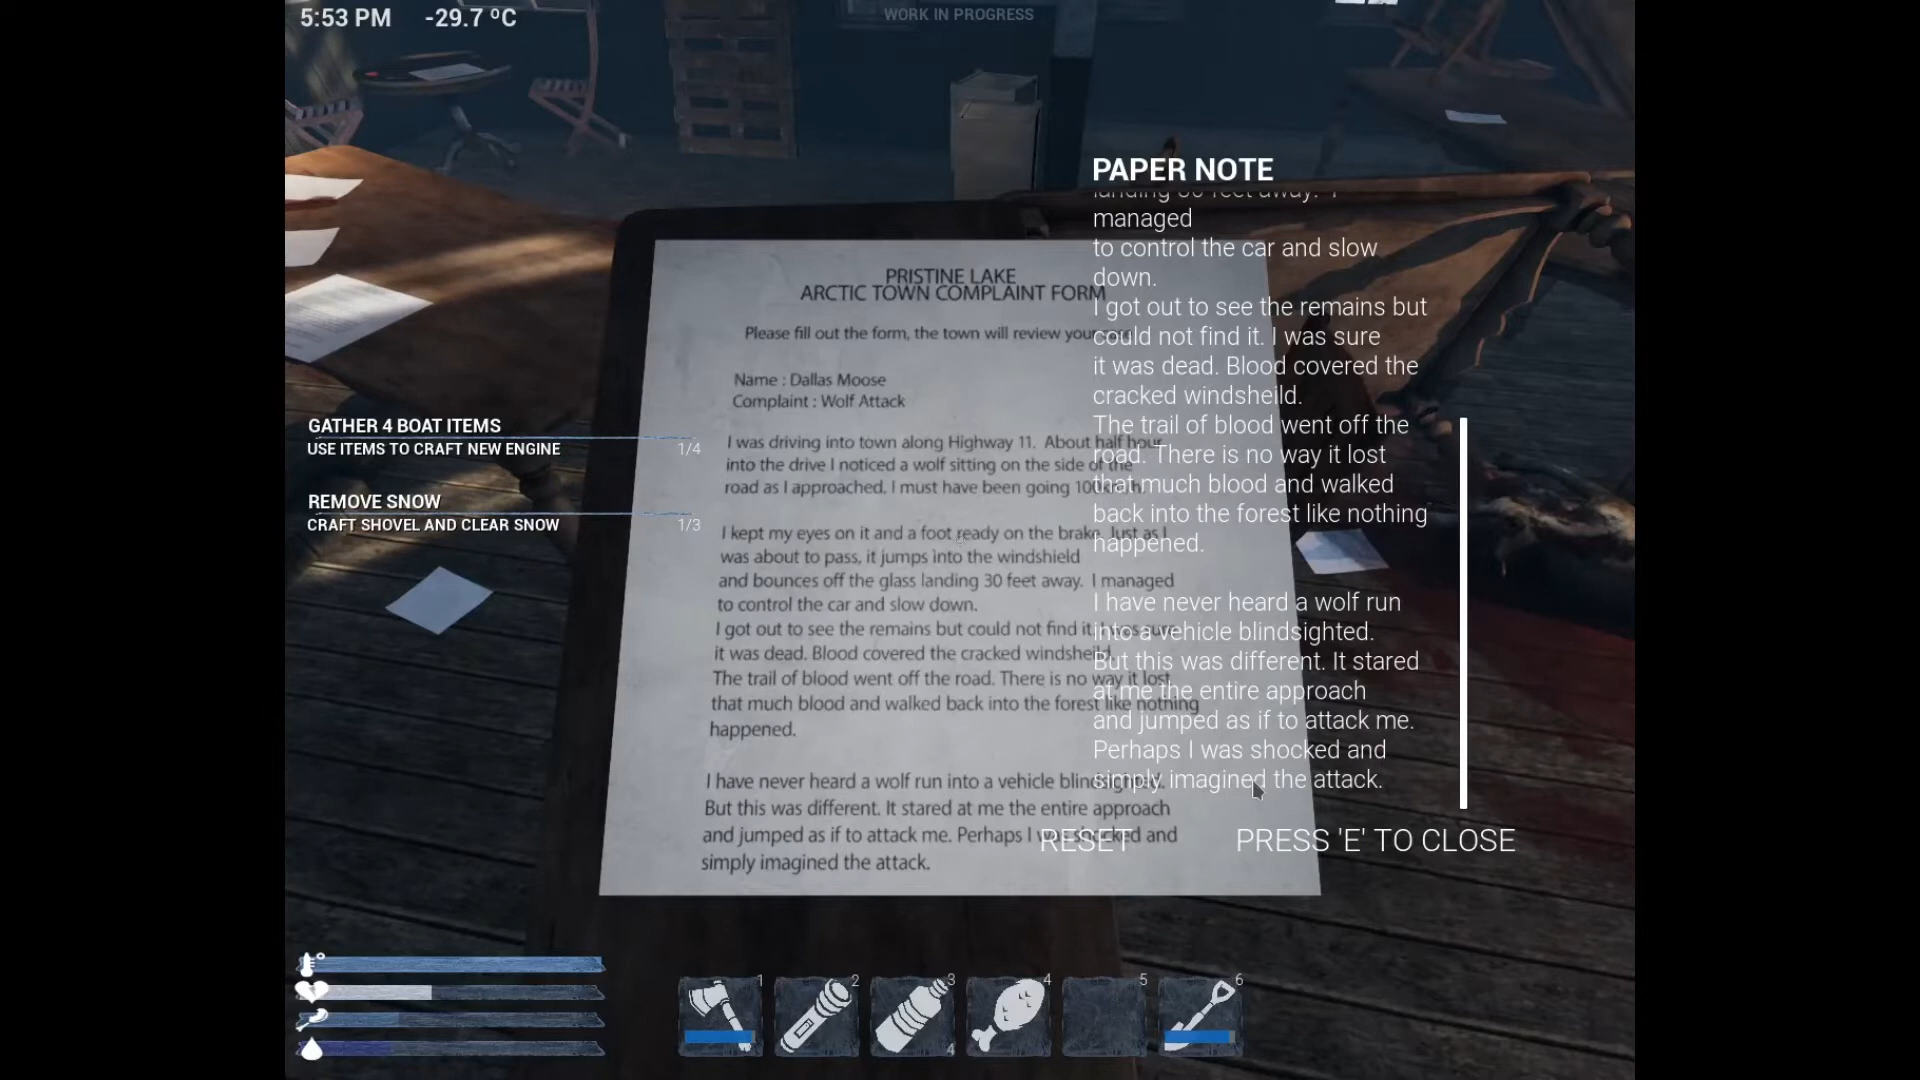 5:53 PM -29.7 ºC
WORK IN PROGRESS
PAPER NOTE
landing 30 feet away. I
managed
to control the car and slow
down.
I got out to see the remains but
could not find it. I was sure
it was dead. Blood covered the
cracked windsheild.
The trail of blood went off the
road. There is no way it lost
that much blood and walked
back into the forest like nothing
happened.
I have never heard a wolf run
into a vehicle blindsighted.
But this was different. It stared
at me the entire approach
and jumped as if to attack me.
Perhaps I was shocked and
simply imagined the attack.
RESET
PRESS 'E' TO CLOSE
PRISTINE LAKE
ARCTIC TOWN COMPLAINT FORM
Please fill out the form, the town will review your
Name : Dallas Moose
Complaint : Wolf Attack
I was driving into town along Highway 11. About half hour
into the drive I noticed a wolf sitting on the side of the
road as I approached. I must have been going
I kept my eyes on it and a foot ready on the brake. Just as I
was about to pass, it jumps into the windshield
and bounces off the glass landing 30 feet away. I managed
to control the car and slow down.
I got out to see the remains but could not find it. I was sure
it was dead. Blood covered the cracked windsheild.
The trail of blood went off the road. There is no way it lost
that much blood and walked back into the forest like nothing
happened.
I have never heard a wolf run into a vehicle blindsightly.
But this was different. It stared at me the entire approach
and jumped as if to attack me. Perhaps I was shocked and
simply imagined the attack.
GATHER 4 BOAT ITEMS
USE ITEMS TO CRAFT NEW ENGINE 1/4
REMOVE SNOW
CRAFT SHOVEL AND CLEAR SNOW 1/3
1 2 3 4 5 6
4